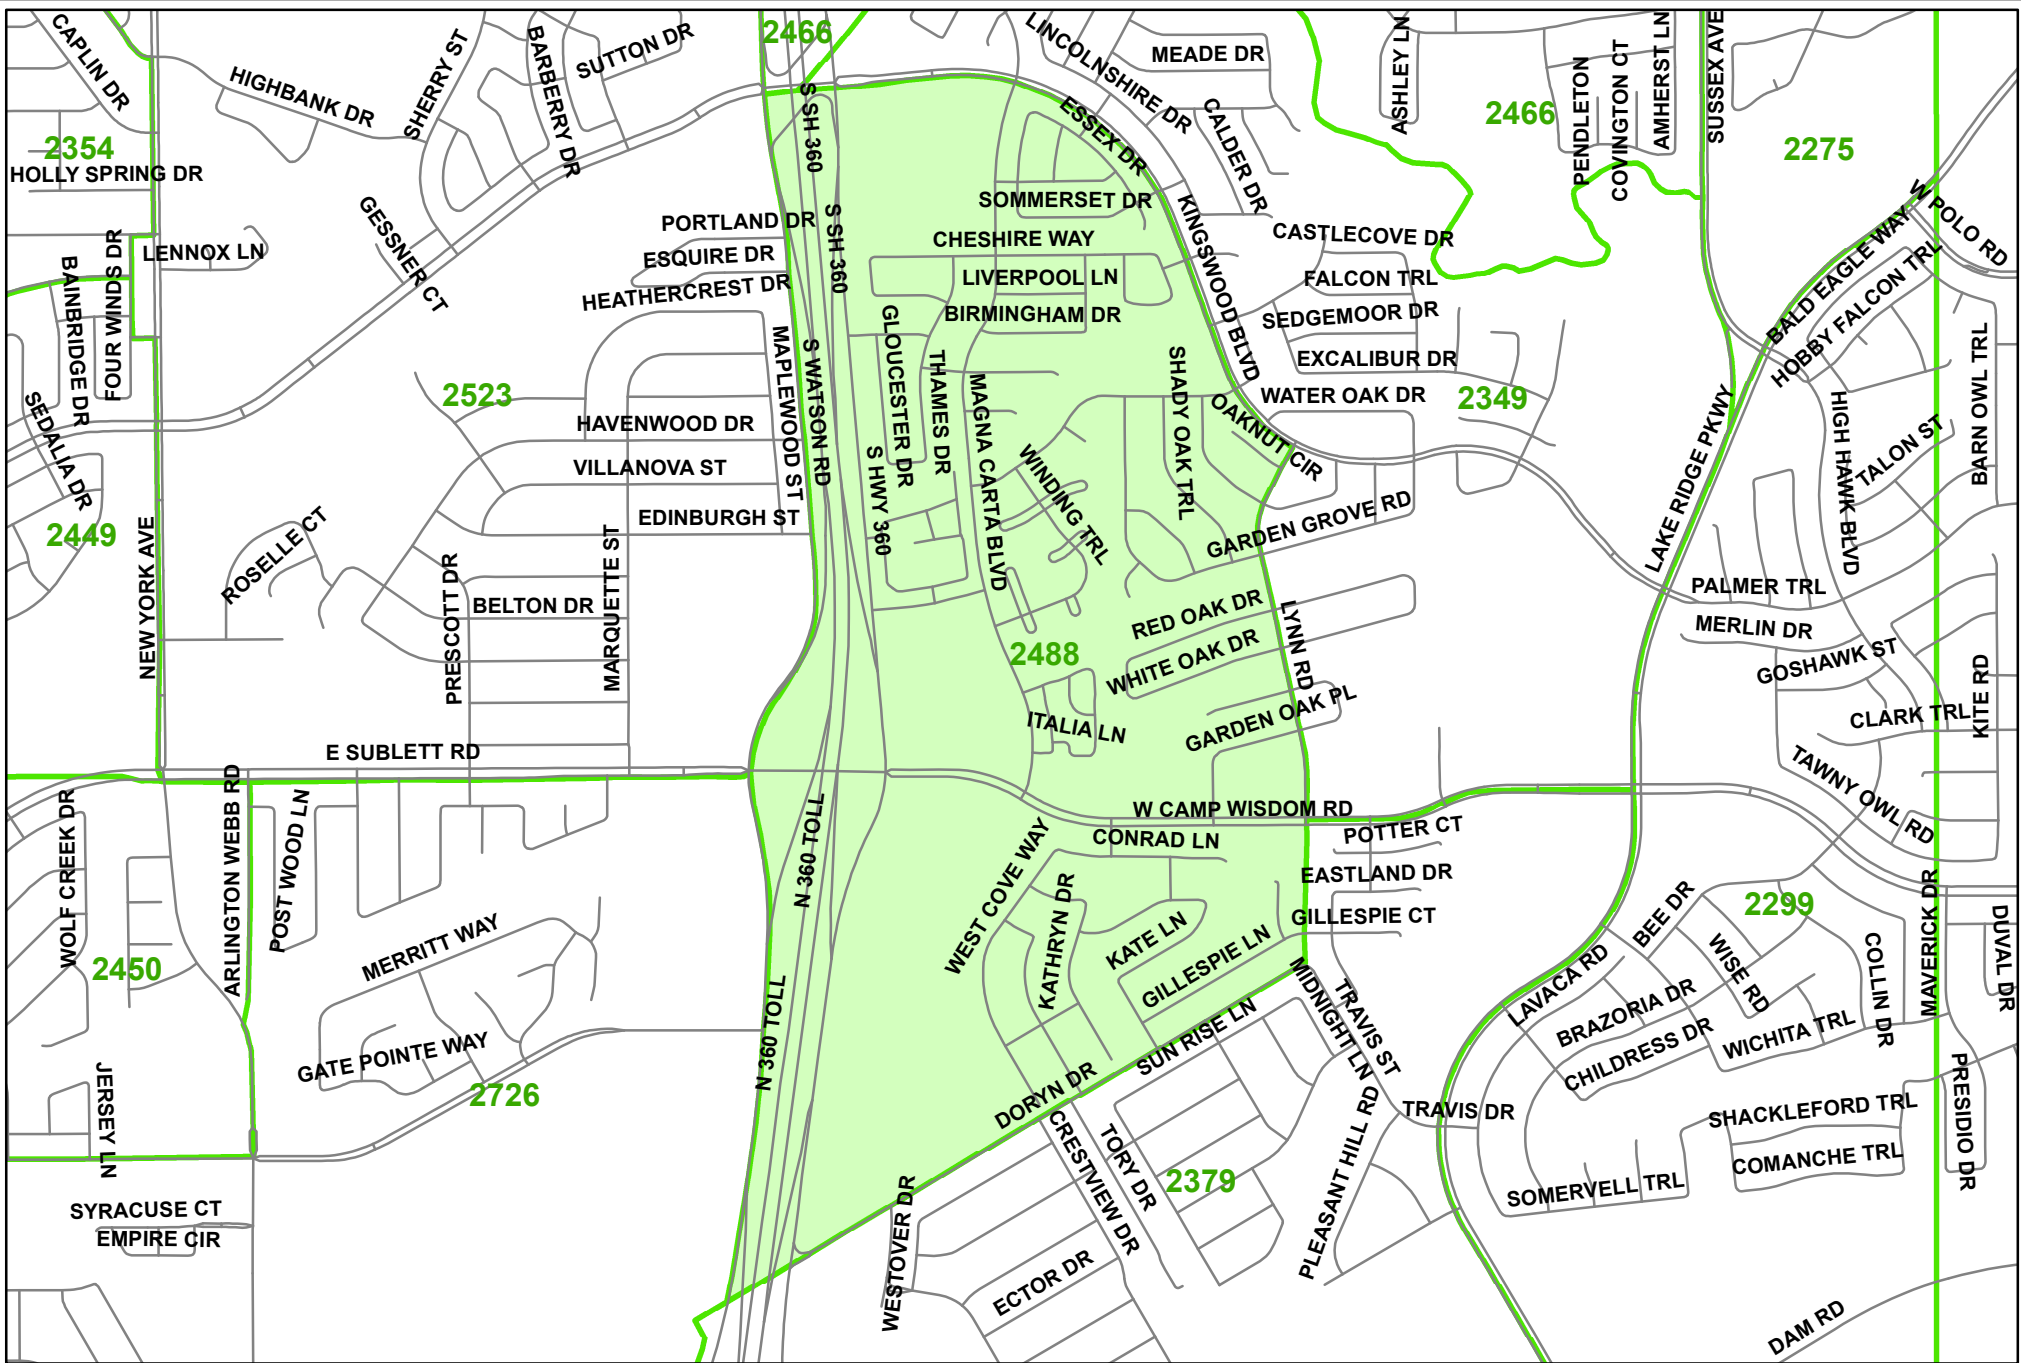 CAPLIN DR
HIGHBANK DR
SHERRY ST
BARBERRY DR
SUTTON DR
2466
LINCOLNSHIRE DR
MEADE DR
ASHLEY LN
PENDLETON
COVINGTON CT
AMHERST LN
SUSSEX AVE
2354
HOLLY SPRING DR
S SH 360
ESSEX DR
CALDER DR
2466
2275
GESSNER CT
LENNOX LN
FOUR WINDS DR
BAINBRIDGE DR
PORTLAND DR
ESQUIRE DR
HEATHERCREST DR
S SH 360
SOMMERSET DR
CHESHIRE WAY
LIVERPOOL LN
BIRMINGHAM DR
KINGSWOOD BLVD
CASTLECOVE DR
FALCON TRL
SEDGEMOOR DR
EXCALIBUR DR
WATER OAK DR
W POLO RD
BALD EAGLE WAY
HOBBY FALCON TRL
BARN OWL TRL
SEDALIA DR
2523
MAPLEWOOD ST
S WATSON RD
GLOUCESTER DR
THAMES DR
MAGNA CARTA BLVD
SHADY OAK TRL
OAKNUT CIR
2349
LAKE RIDGE PKWY
HIGH HAWK BLVD
TALON ST
HAVENWOOD DR
VILLANOVA ST
EDINBURGH ST
S HWY 360
WINDING TRL
GARDEN GROVE RD
2449
NEW YORK AVE
ROSELLE CT
PRESCOTT DR
BELTON DR
MARQUETTE ST
RED OAK DR
WHITE OAK DR
LYNN RD
PALMER TRL
MERLIN DR
GOSHAWK ST
2488
ITALIA LN
GARDEN OAK PL
CLARK TRL
KITE RD
TAWNY OWL RD
E SUBLETT RD
W CAMP WISDOM RD
WOLF CREEK DR
ARLINGTON WEBB RD
POST WOOD LN
N 360 TOLL
WEST COVE WAY
CONRAD LN
POTTER CT
EASTLAND DR
GILLESPIE CT
2450
MERRITT WAY
KATHRYN DR
KATE LN
GILLESPIE LN
BEE DR
2299
WISE RD
COLLIN DR
MAVERICK DR
DUVAL DR
LAVACA RD
BRAZORIA DR
CHILDRESS DR
WICHITA TRL
MIDNIGHT LN
TRAVIS ST
SUN RISE LN
GATE POINTE WAY
N 360 TOLL
JERSEY LN
2726
DORYN DR
CRESTVIEW DR
TORY DR
2379
PLEASANT HILL RD
TRAVIS DR
SHACKLEFORD TRL
COMANCHE TRL
PRESIDIO DR
SOMERVELL TRL
SYRACUSE CT
EMPIRE CIR
WESTOVER DR
ECTOR DR
DAM RD